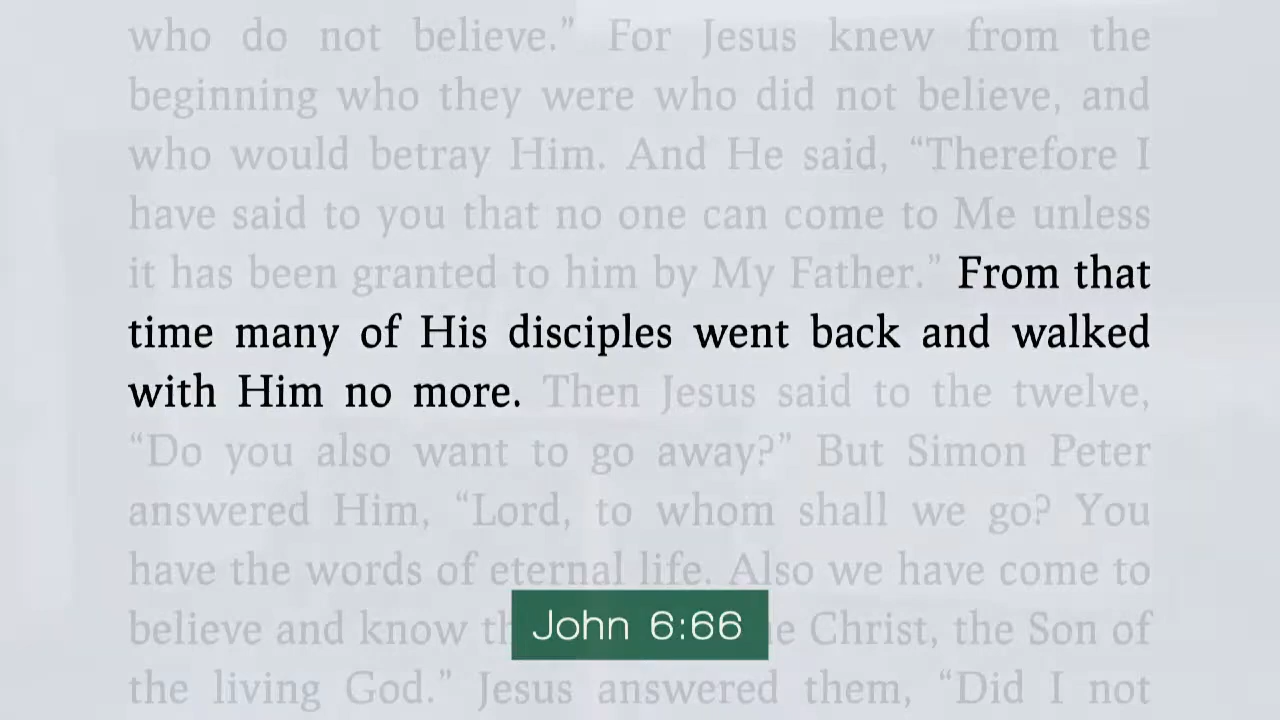 who do not believe.” For Jesus knew from the
beginning who they were who did not believe, and
who would betray Him. And He said, “Therefore I
have said to you that no one can come to Me unless
it has been granted to him by My Father.” From that
time many of His disciples went back and walked
with Him no more. Then Jesus said to the twelve,
“Do you also want to go away?” But Simon Peter
answered Him, “Lord, to whom shall we go? You
have the words of eternal life. Also we have come to
believe and know Christ, the Son of
John 6:66
the living God.” Jesus answered them, “Did I not